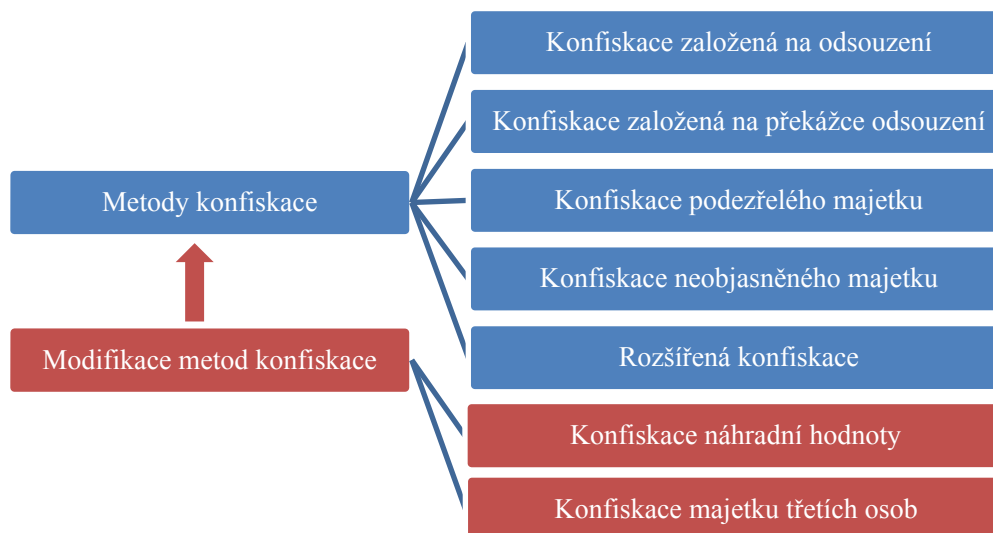 Konfiskace založená na odsouzení
Konfiskace založená na překážce odsouzení
Metody konfiskace
Konfiskace podezřelého majetku
Konfiskace neobjasněného majetku
Modifikace metod konfiskace
Rozšířená konfiskace
Konfiskace náhradní hodnoty
Konfiskace majetku třetích osob